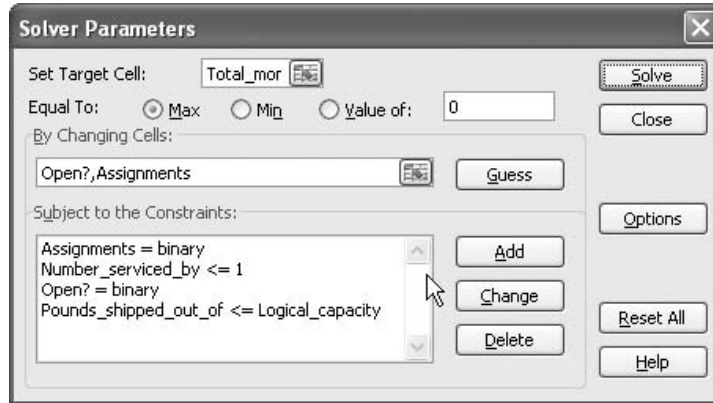 Solver Parameters
Set Target Cell: Total_mor
Solve
Equal To: Max Min Value of: 0
Close
By Changing Cells:
Open?,Assignments
Guess
Subject to the Constraints:
Options
Assignments = binary
Number_serviced_by <= 1
Open? = binary
Pounds_shipped_out_of <= Logical_capacity
Add
Change
Delete
Reset All
Help